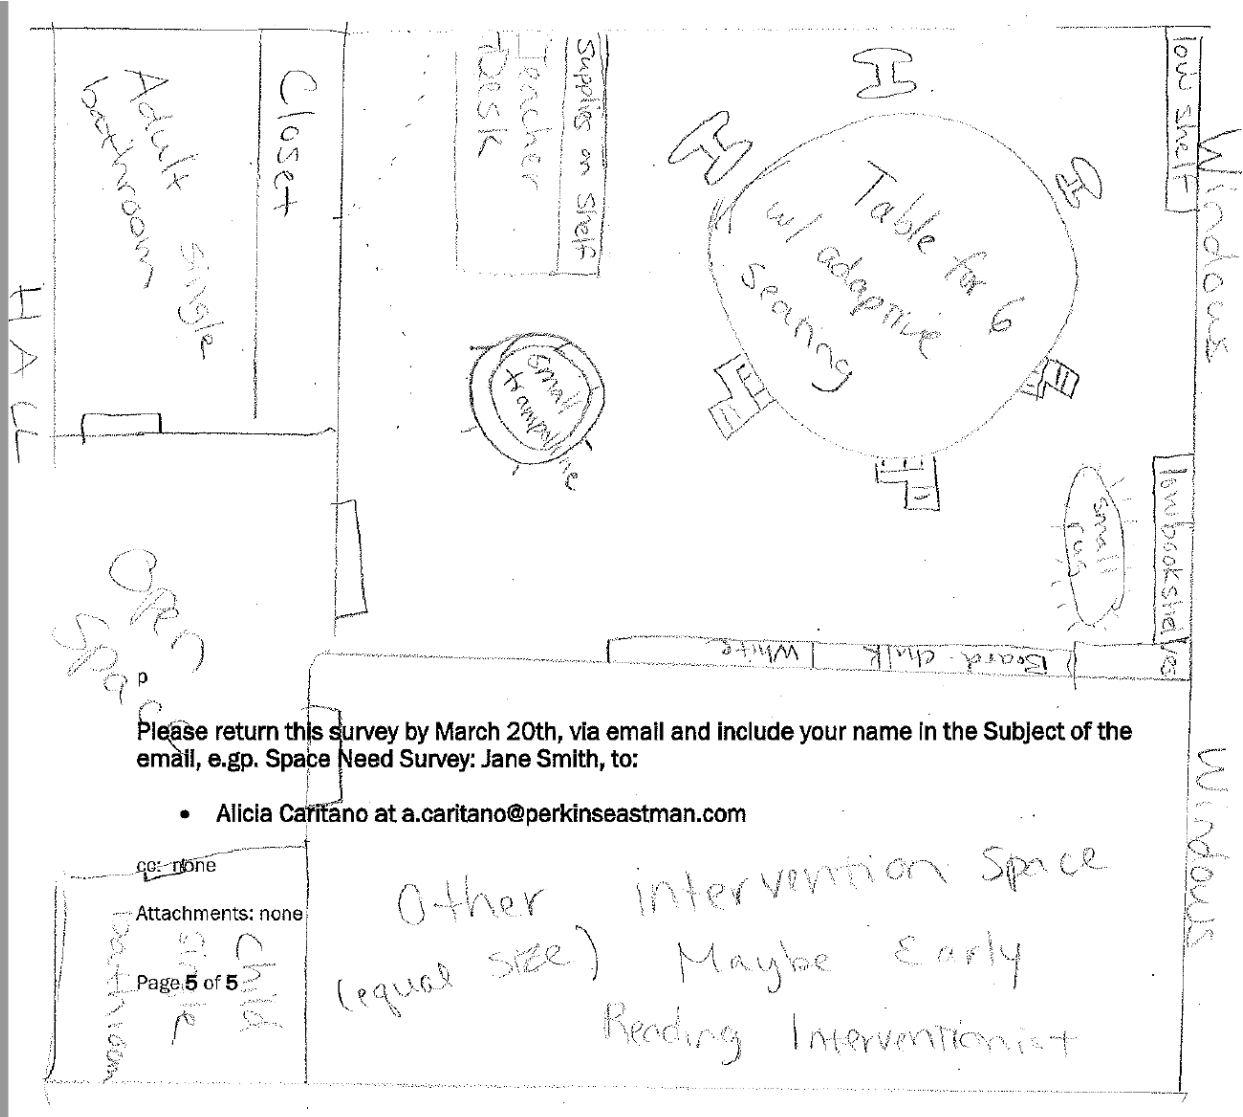 low shelf
Windows
Supplies on Shelf
Teacher
Desk
Closet
Adult single
bathroom
HALL
Table for 6
w/ adaptive
seating
small
trampoline
small
rug
low bookshelves
White
Board - chlk
Open
Space
p
Please return this survey by March 20th, via email and include your name in the Subject of the
email, e.gp. Space Need Survey: Jane Smith, to:
• Alicia Caritano at a.caritano@perkinseastman.com
Windows
cc: none
Attachments: none
Page 5 of 5
Child
single
bathroom
Other intervention Space
(equal size) Maybe Early
Reading Interventionist